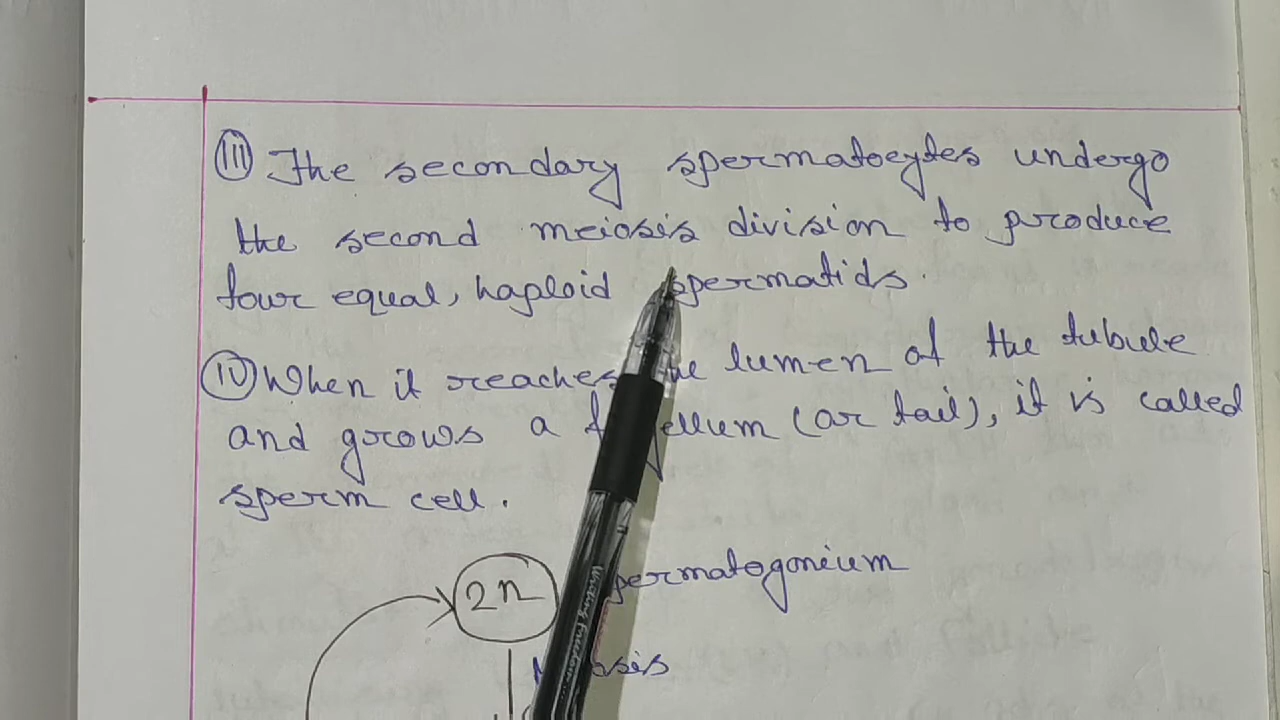 (III) The secondary spermatocytes undergo
the second meiosis division to produce
four equal, haploid spermatids.
(IV) When it reaches the lumen of the tubule
and grows a (or tail), it is called
sperm cell.
2n